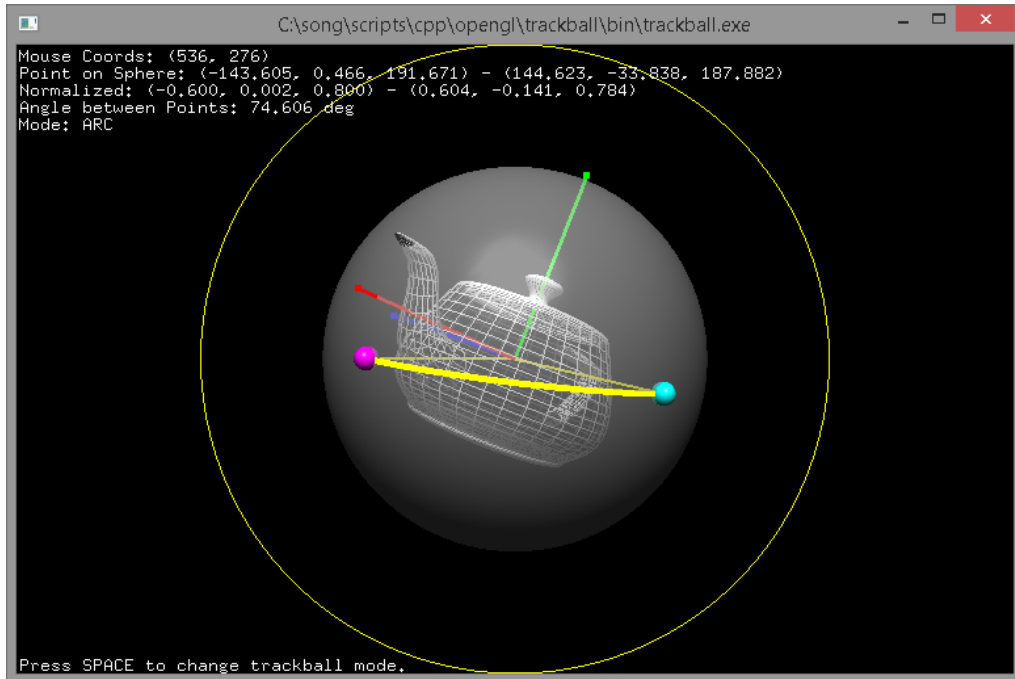 C:\song\scripts\cpp\opengl\trackball\bin\trackball.exe
Mouse Coords: (536, 276)
Point on Sphere: (-143.605, 0.466, 191.671) - (144.623, -33.838, 187.882)
Normalized: (-0.600, 0.002, 0.800) - (0.604, -0.141, 0.784)
Angle between Points: 74.606 deg
Mode: ARC
Press SPACE to change trackball mode.